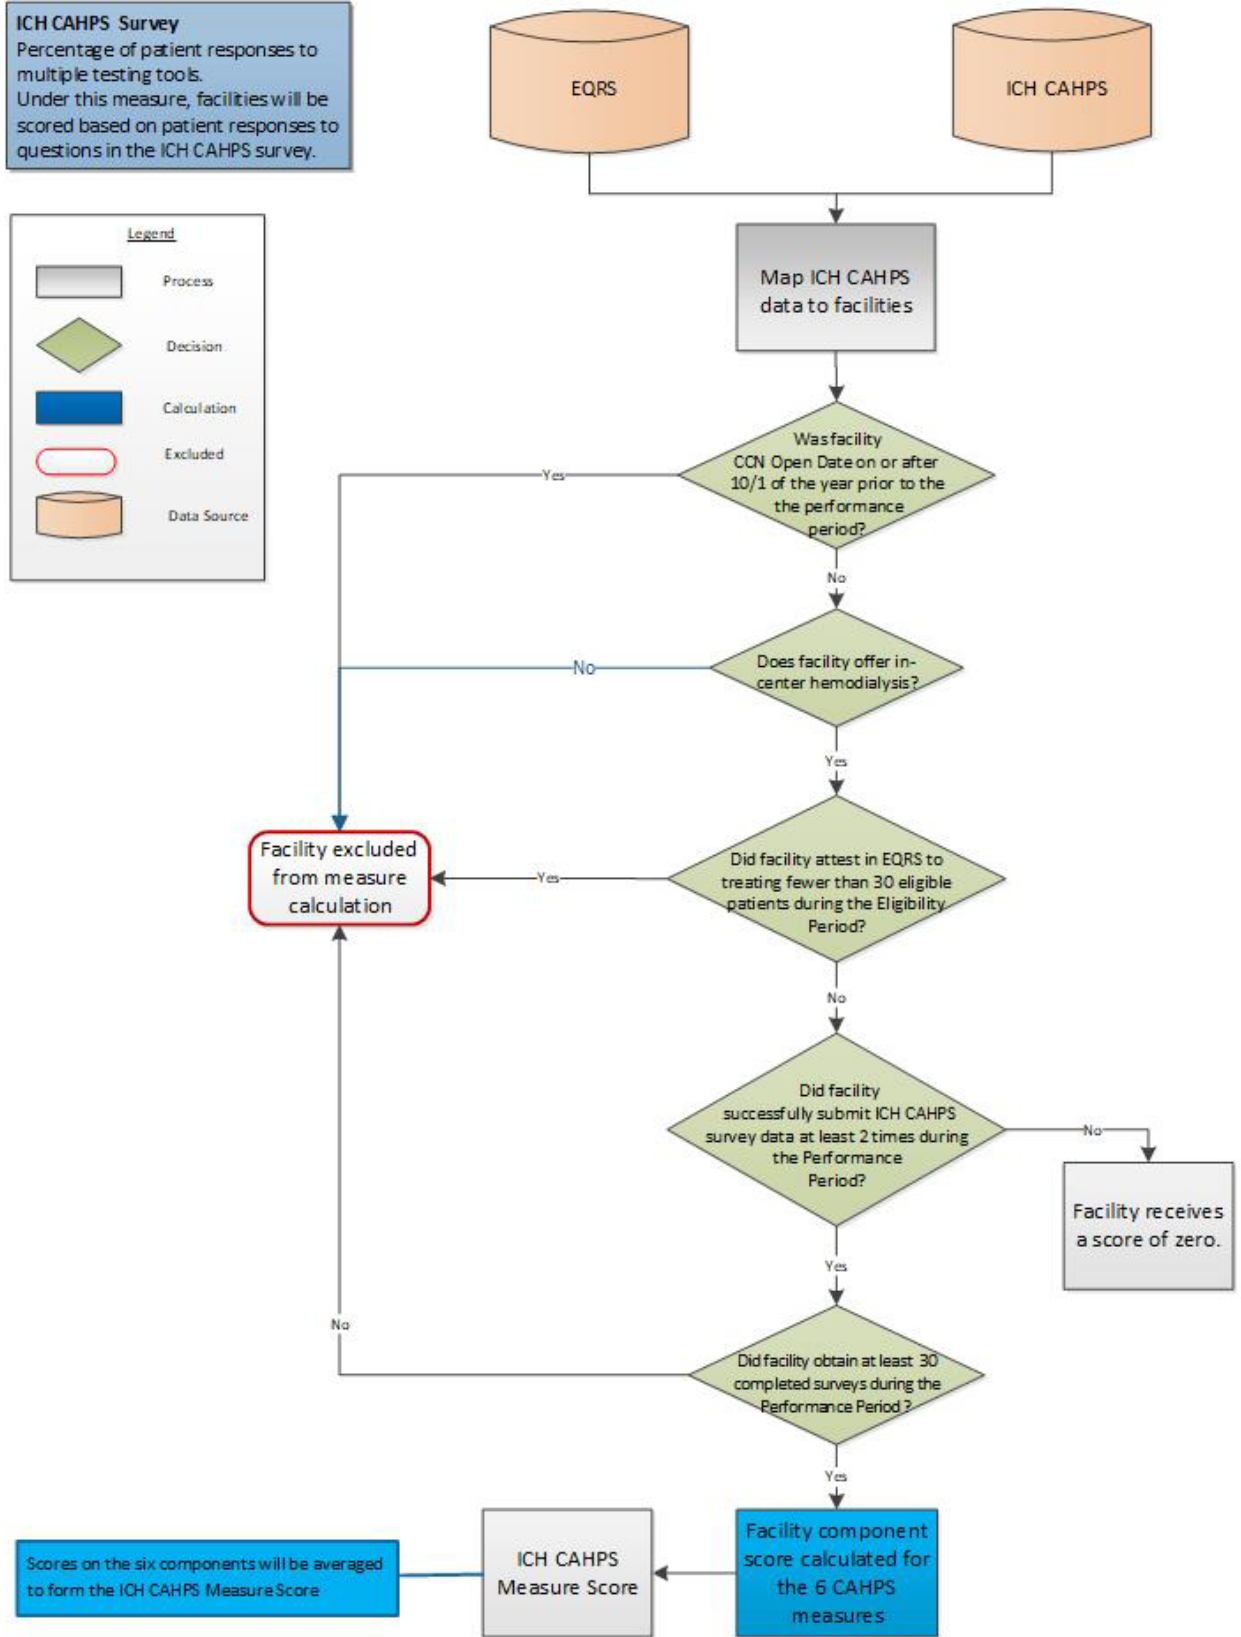 ICH CAHPS Survey
Percentage of patient responses to
multiple testing tools.
Under this measure, facilities will be
scored based on patient responses to
questions in the ICH CAHPS survey.
EQRS
ICH CAHPS
Legend
Process
Decision
Calculation
Excluded
Data Source
Map ICH CAHPS
data to facilities
Was facility
CCN Open Date on or after
10/1 of the year prior to the
the performance
period?
Yes
No
Does facility offer in-
center hemodialysis?
No
Yes
Did facility attest in EQRS to
treating fewer than 30 eligible
patients during the Eligibility
Period?
Yes
Facility excluded
from measure
calculation
No
Did facility
successfully submit ICH CAHPS
survey data at least 2 times during
the Performance
Period?
No
Facility receives
a score of zero.
Yes
Did facility obtain at least 30
completed surveys during the
Performance Period ?
No
Yes
Facility component
score calculated for
the 6 CAHPS
measures
ICH CAHPS
Measure Score
Scores on the six components will be averaged
to form the ICH CAHPS Measure Score